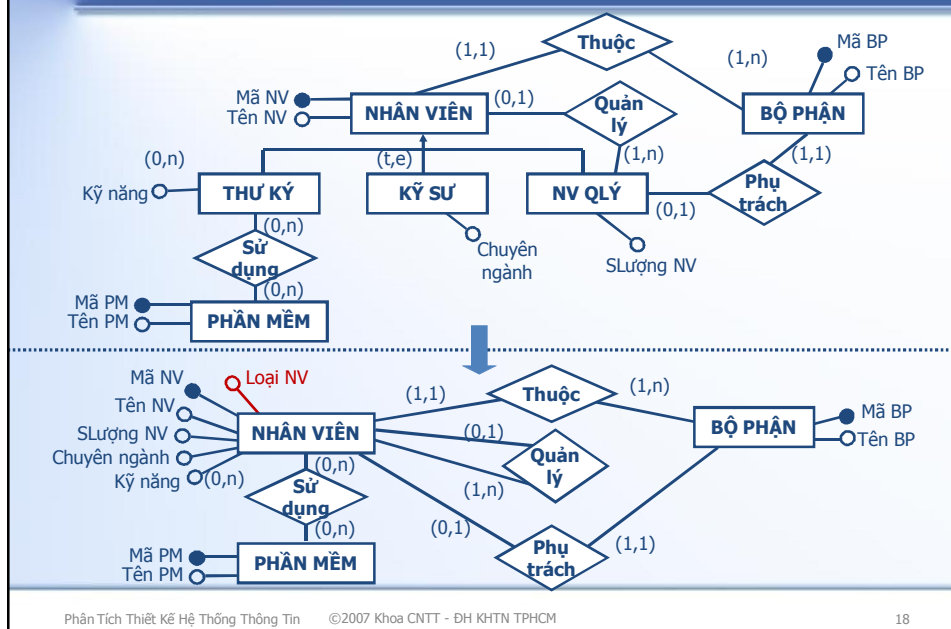 Thuộc
Mã BP
(1,1)
(1,n)
Tên BP
Mã NV
Tên NV
NHÂN VIÊN
(0,1)
Quản
lý
BỘ PHẬN
(0,n)
(t,e)
(1,n)
(1,1)
Kỹ năng
THƯ KÝ
KỸ SƯ
NV QLÝ
(0,1)
Phụ
trách
(0,n)
Sử
dụng
Chuyên
ngành
SLượng NV
(0,n)
Mã PM
Tên PM
PHẦN MỀM
Mã NV
Loại NV
(1,1)
Thuộc
(1,n)
Tên NV
Mã BP
SLượng NV
NHÂN VIÊN
(0,1)
BỘ PHẬN
Tên BP
Chuyên ngành
Kỹ năng
(0,n)
(0,n)
Quản
lý
Sử
dụng
(1,n)
(0,n)
(0,1)
Phụ
trách
(1,1)
Mã PM
Tên PM
PHẦN MỀM
Phân Tích Thiết Kế Hệ Thống Thông Tin ©2007 Khoa CNTT - ĐH KHTN TPHCM 18